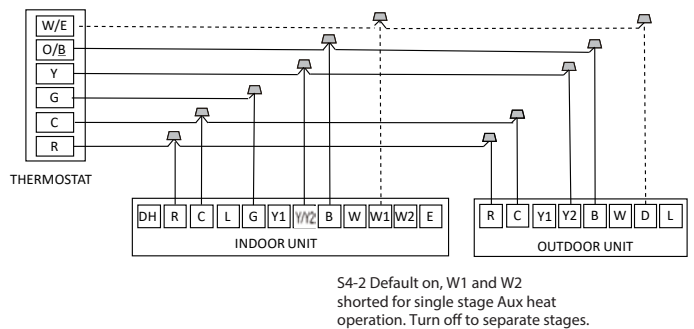 W/E
O/B
Y
G
C
R
THERMOSTAT
DH R C L G Y1 Y/Y2 B W W1 W2 E
INDOOR UNIT
R C Y1 Y2 B W D L
OUTDOOR UNIT
S4-2 Default on, W1 and W2
shorted for single stage Aux heat
operation. Turn off to separate stages.